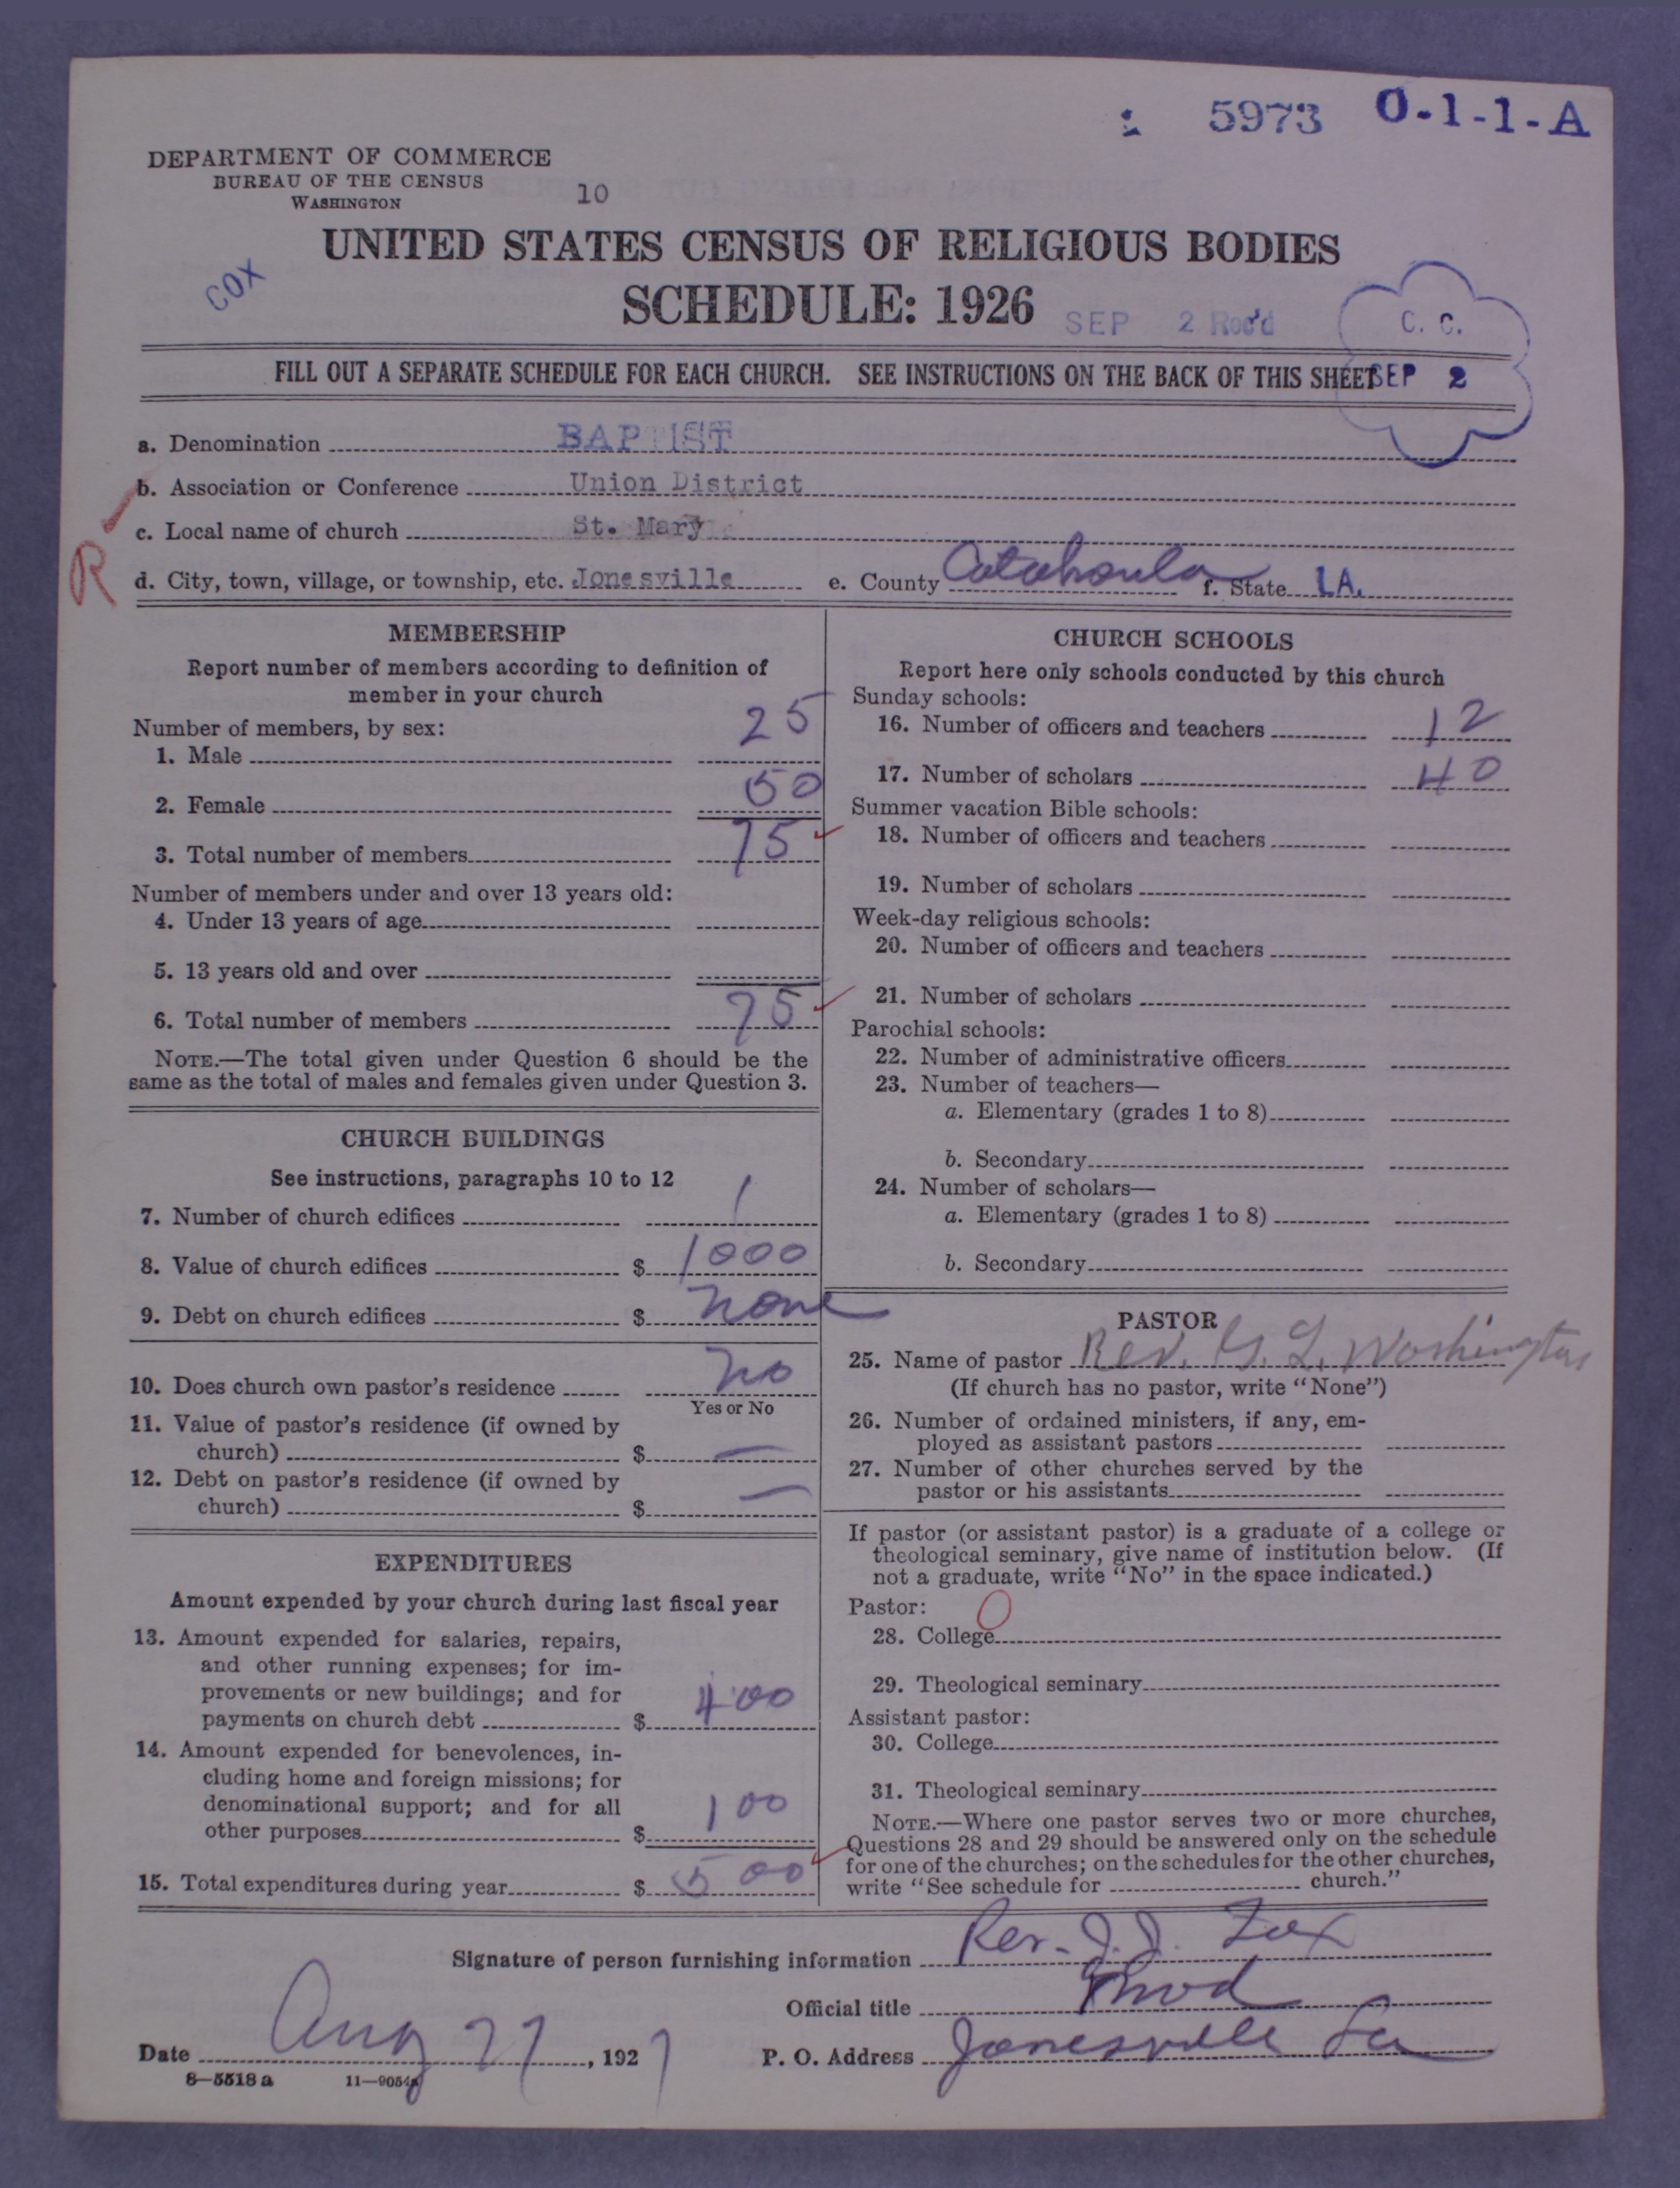 5973 O-1-1-A
DEPARTMENT OF COMMERCE
BUREAU OF THE CENSUS
WASHINGTON
10
UNITED STATES CENSUS OF RELIGIOUS BODIES
COX
SCHEDULE: 1926
SEP 2 Rec'd
C. C.
SEP 2
FILL OUT A SEPARATE SCHEDULE FOR EACH CHURCH. SEE INSTRUCTIONS ON THE BACK OF THIS SHEET
a. Denomination BAPTIST
b. Association or Conference Union District
c. Local name of church St. Mary
R
d. City, town, village, or township, etc. Jonesville e. County Catahoula f. State LA.
MEMBERSHIP
Report number of members according to definition of
member in your church
Number of members, by sex:
1. Male 25
2. Female 50
3. Total number of members 75
Number of members under and over 13 years old:
4. Under 13 years of age
5. 13 years old and over
6. Total number of members 75
NOTE.—The total given under Question 6 should be the
same as the total of males and females given under Question 3.
CHURCH BUILDINGS
See instructions, paragraphs 10 to 12
7. Number of church edifices 1
8. Value of church edifices $ 1000
9. Debt on church edifices $ None
10. Does church own pastor's residence No
Yes or No
11. Value of pastor's residence (if owned by
church) $ —
12. Debt on pastor's residence (if owned by
church) $ —
EXPENDITURES
Amount expended by your church during last fiscal year
13. Amount expended for salaries, repairs,
and other running expenses; for im-
provements or new buildings; and for
payments on church debt $ 400
14. Amount expended for benevolences, in-
cluding home and foreign missions; for
denominational support; and for all
other purposes $ 100
15. Total expenditures during year $ 500
CHURCH SCHOOLS
Report here only schools conducted by this church
Sunday schools:
16. Number of officers and teachers 12
17. Number of scholars 40
Summer vacation Bible schools:
18. Number of officers and teachers
19. Number of scholars
Week-day religious schools:
20. Number of officers and teachers
21. Number of scholars
Parochial schools:
22. Number of administrative officers
23. Number of teachers—
a. Elementary (grades 1 to 8)
b. Secondary
24. Number of scholars—
a. Elementary (grades 1 to 8)
b. Secondary
PASTOR
25. Name of pastor Rev. G. L. Washington
(If church has no pastor, write "None")
26. Number of ordained ministers, if any, em-
ployed as assistant pastors
27. Number of other churches served by the
pastor or his assistants
If pastor (or assistant pastor) is a graduate of a college or
theological seminary, give name of institution below. (If
not a graduate, write "No" in the space indicated.)
Pastor: 0
28. College
29. Theological seminary
Assistant pastor:
30. College
31. Theological seminary
NOTE.—Where one pastor serves two or more churches,
Questions 28 and 29 should be answered only on the schedule
for one of the churches; on the schedules for the other churches,
write "See schedule for church."
Signature of person furnishing information Rev. J. J. Fox
Official title Mod
Date Aug 27, 1927
P. O. Address Jonesville La
8—5518 a 11—9054